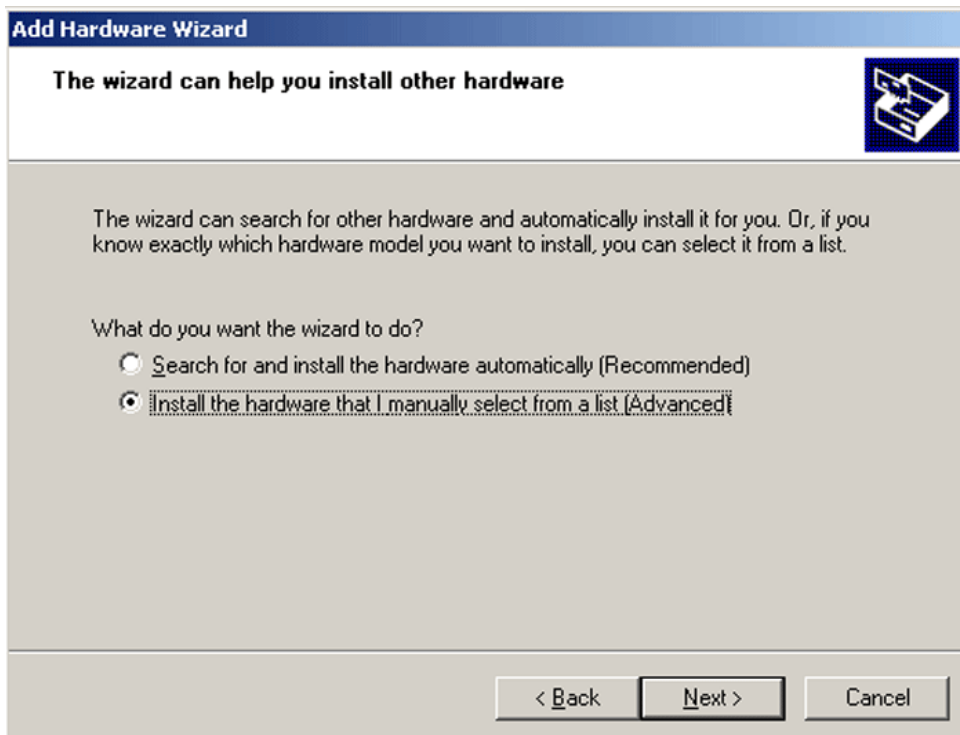 Add Hardware Wizard
The wizard can help you install other hardware
The wizard can search for other hardware and automatically install it for you. Or, if you
know exactly which hardware model you want to install, you can select it from a list.
What do you want the wizard to do?
Search for and install the hardware automatically (Recommended)
Install the hardware that I manually select from a list (Advanced)
< Back Next > Cancel